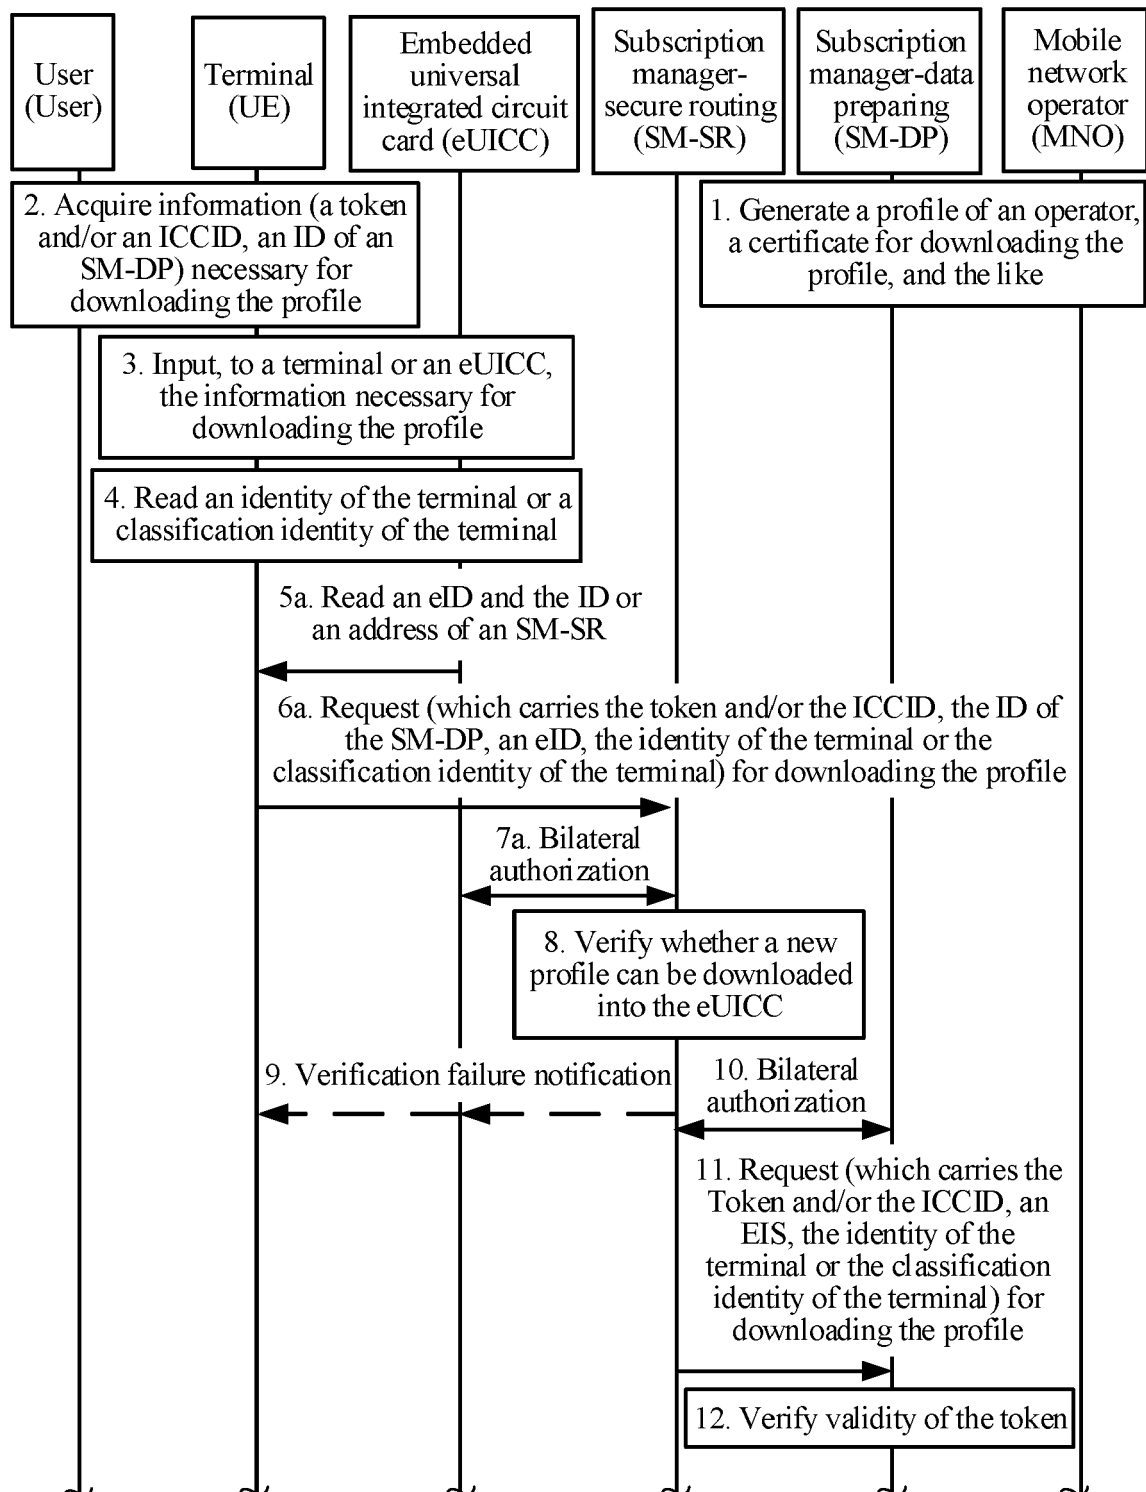 User
(User)
Terminal
(UE)
Embedded
universal
integrated circuit
card (eUICC)
Subscription
manager-
secure routing
(SM-SR)
Subscription
manager-data
preparing
(SM-DP)
Mobile
network
operator
(MNO)
1. Generate a profile of an operator,
a certificate for downloading the
profile, and the like
2. Acquire information (a token
and/or an ICCID, an ID of an
SM-DP) necessary for
downloading the profile
3. Input, to a terminal or an eUICC,
the information necessary for
downloading the profile
4. Read an identity of the terminal or a
classification identity of the terminal
5a. Read an eID and the ID or
an address of an SM-SR
6a. Request (which carries the token and/or the ICCID, the ID of
the SM-DP, an eID, the identity of the terminal or the
classification identity of the terminal) for downloading the profile
7a. Bilateral
authorization
8. Verify whether a new
profile can be downloaded
into the eUICC
9. Verification failure notification
10. Bilateral
authorization
11. Request (which carries the
Token and/or the ICCID, an
EIS, the identity of the
terminal or the classification
identity of the terminal) for
downloading the profile
12. Verify validity of the token